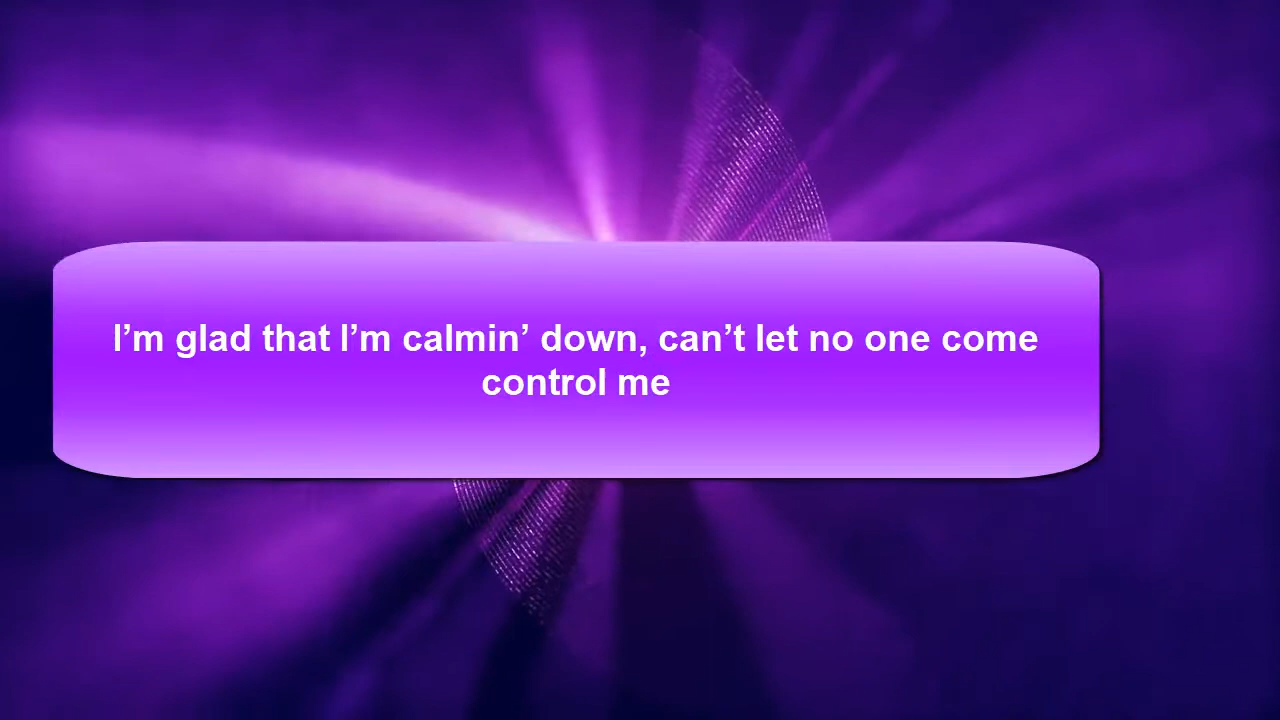 I’m glad that I’m calmin’ down, can’t let no one come
control me